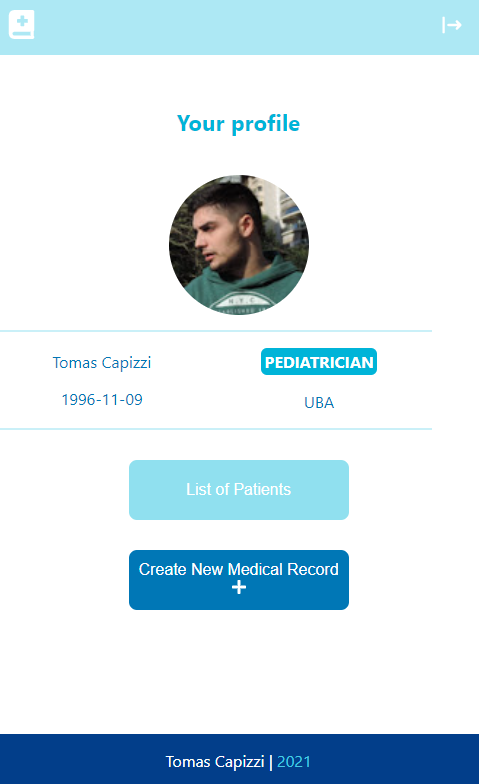 Your profile
N.Y.C
Tomas Capizzi
PEDIATRICIAN
1996-11-09
UBA
List of Patients
Create New Medical Record
Tomas Capizzi | 2021